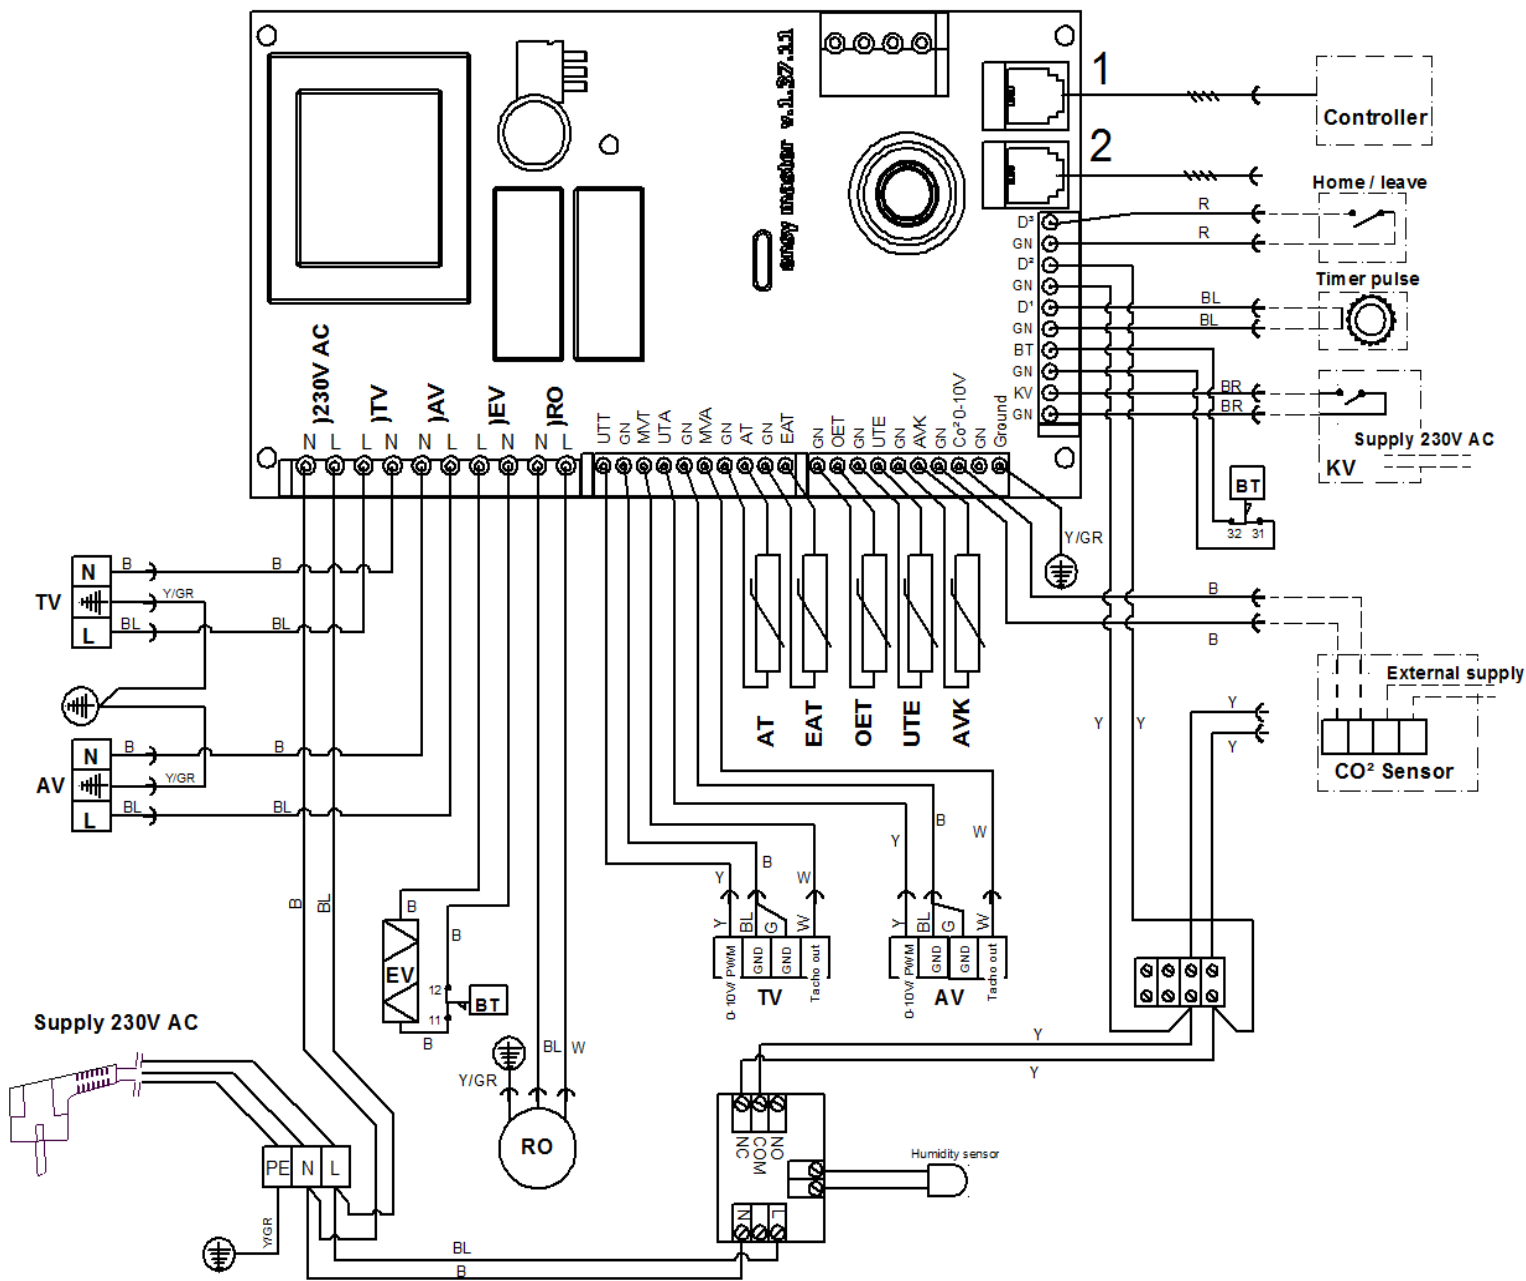 easy master v.1.37.11
1
Controller
2
Home / leave
R
R
D³
GN
D²
GN
D¹
GN
BT
GN
KV
GN
Timer pulse
BL
BL
BR
BR
Supply 230V AC
KV
BT
32 31
)230V AC
)TV
)AV
)EV
)RO
N L L N N L L N N L
UTT
GN
MVT
UTA
GN
MVA
GN
AT
GN
EAT
GN
OET
GN
UTE
GN
AVK
GN
Co² 0-10V
GN
Ground
Y/GR
TV
N
L
B
B
Y/GR
BL
BL
AV
N
L
B
B
Y/GR
BL
BL
AT
EAT
OET
UTE
AVK
B
B
External supply
CO² Sensor
Y
Y
Y
Y
B
BL
B
EV
B
12
11
BT
B
Y
B
W
Y
BL
G
W
0-10V/ PWM
GND
GND
Tacho out
TV
Y
B
W
Y
BL
G
W
0-10V/ PWM
GND
GND
Tacho out
AV
Supply 230V AC
Y/GR
BL
W
RO
PE N L
Y/GR
BL
B
Y
Y
NC
COM
NO
N
L
Humidity sensor